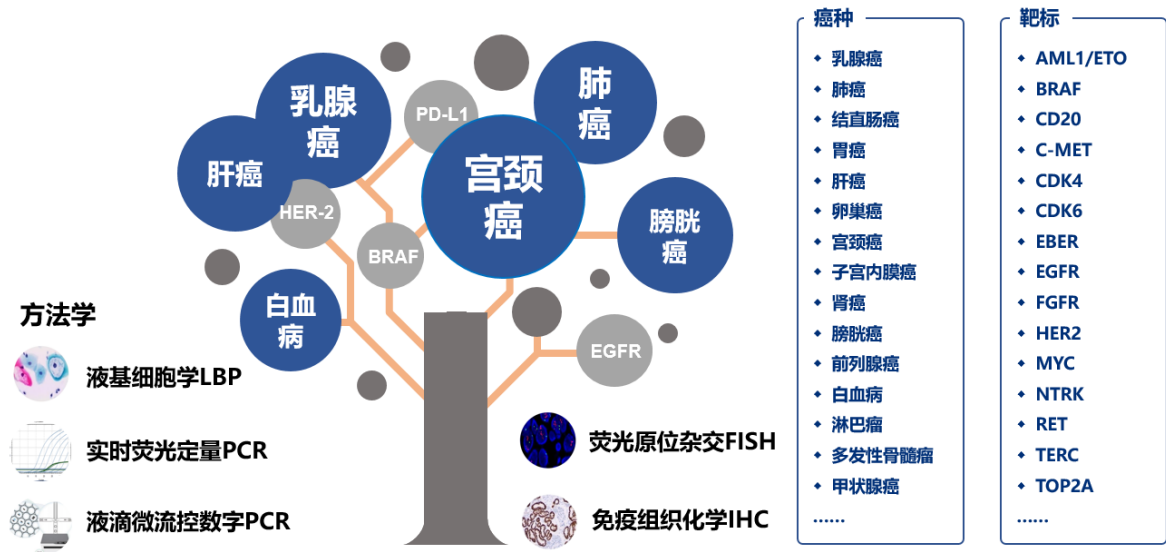 乳腺
癌
PD-L1
肺
癌
肝癌
宫颈
癌
HER-2
膀胱
癌
BRAF
白血
病
EGFR
方法学
液基细胞学LBP
实时荧光定量PCR
液滴微流控数字PCR
荧光原位杂交FISH
免疫组织化学IHC
癌种
乳腺癌
肺癌
结直肠癌
胃癌
肝癌
卵巢癌
宫颈癌
子宫内膜癌
肾癌
膀胱癌
前列腺癌
白血病
淋巴瘤
多发性骨髓瘤
甲状腺癌
……
靶标
AML1/ETO
BRAF
CD20
C-MET
CDK4
CDK6
EBER
EGFR
FGFR
HER2
MYC
NTRK
RET
TERC
TOP2A
……